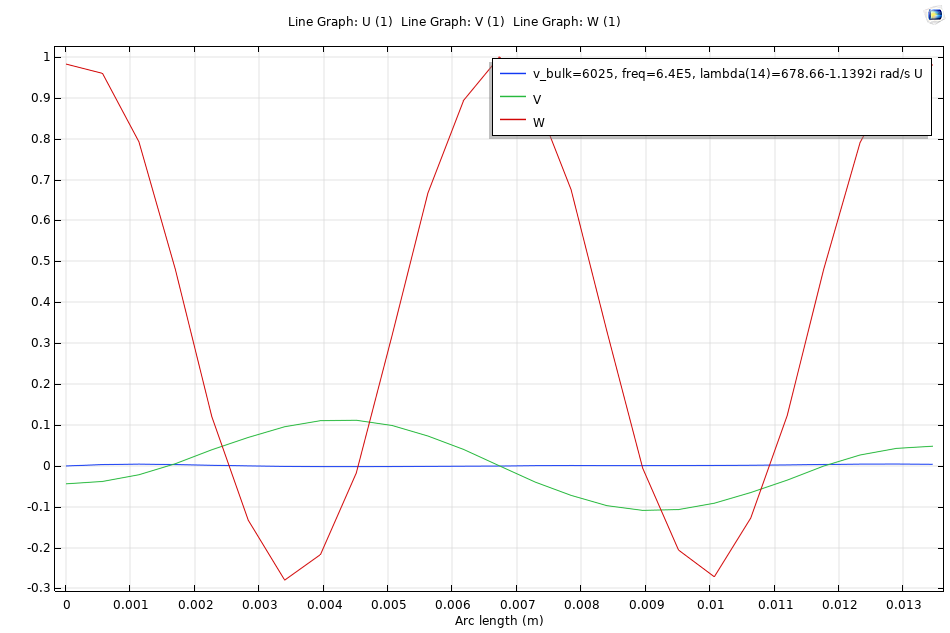 Line Graph: U (1)  Line Graph: V (1)  Line Graph: W (1)
v_bulk=6025, freq=6.4E5, lambda(14)=678.66-1.1392i rad/s U
V
W
1
0.9
0.8
0.7
0.6
0.5
0.4
0.3
0.2
0.1
0
-0.1
-0.2
-0.3
0 0.001 0.002 0.003 0.004 0.005 0.006 0.007 0.008 0.009 0.01 0.011 0.012 0.013
Arc length (m)